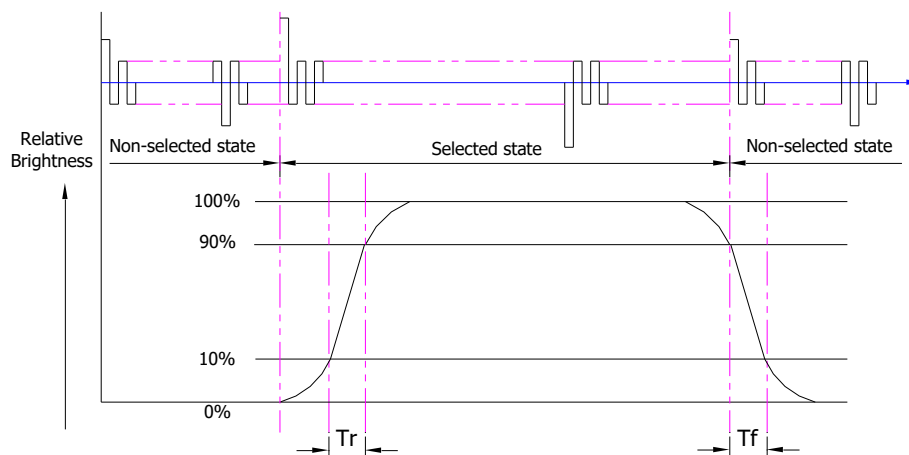 Relative
Brightness
Non-selected state
Selected state
Non-selected state
100%
90%
10%
0%
Tr
Tf